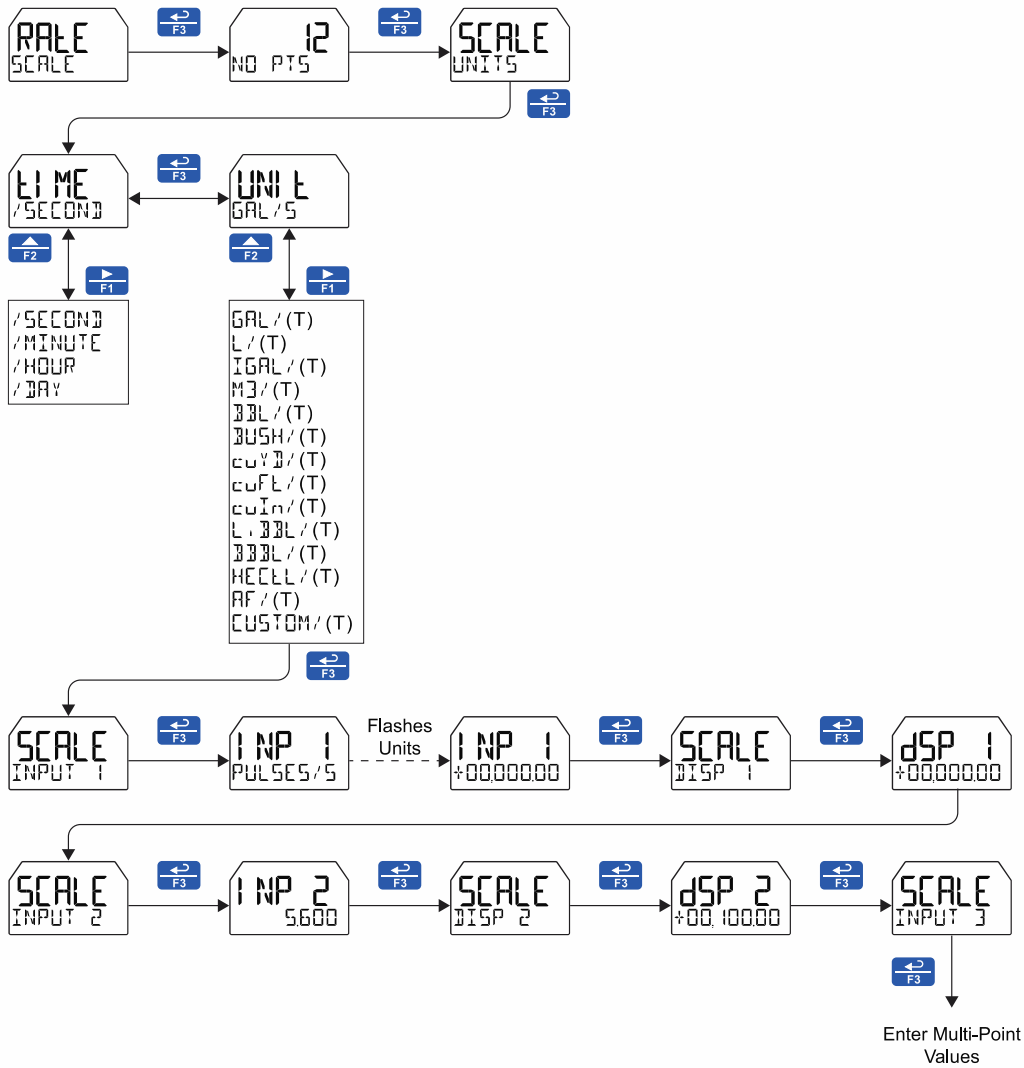 F3
F3
RAtE
SCALE
12
NO PTS
SCALE
UNITS
F3
F3
tIME
/SECOND
UNIt
GAL/S
F2
F2
F1
F1
/SECOND
/MINUTE
/HOUR
/DAY
GAL/(T)
L/(T)
IGAL/(T)
M3/(T)
BBL/(T)
BUSH/(T)
cuYD/(T)
cuFt/(T)
cuIn/(T)
LiBBL/(T)
BBBL/(T)
HECtL/(T)
AF/(T)
CUSTOM/(T)
F3
F3
Flashes
Units
F3
F3
SCALE
INPUT 1
INP 1
PULSES/S
INP 1
+00,000.00
SCALE
DISP 1
dSP 1
+00,000.00
F3
F3
F3
F3
SCALE
INPUT 2
INP 2
5.600
SCALE
DISP 2
dSP 2
+00,100.00
SCALE
INPUT 3
F3
Enter Multi-Point
Values